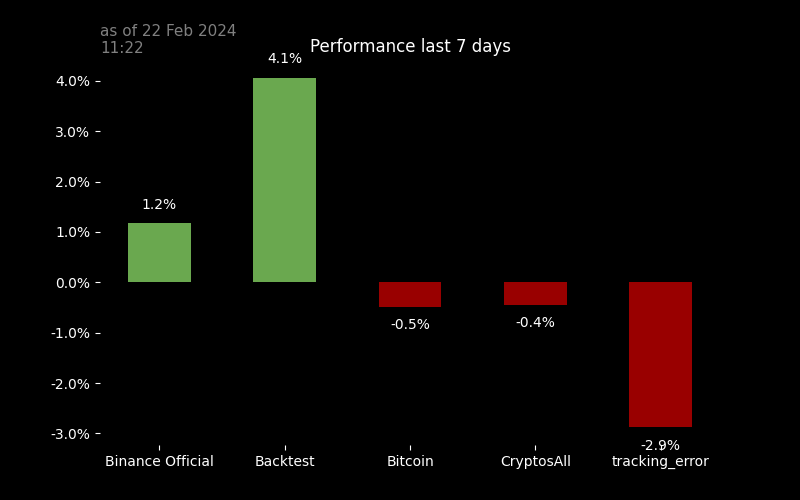 as of 22 Feb 2024
11:22
Performance last 7 days
4.1%
4.0%
3.0%
2.0%
1.2%
1.0%
0.0%
-0.5%
-0.4%
-1.0%
-2.0%
-3.0%
-2.9%
Binance Official
Backtest
Bitcoin
CryptosAll
tracking_error